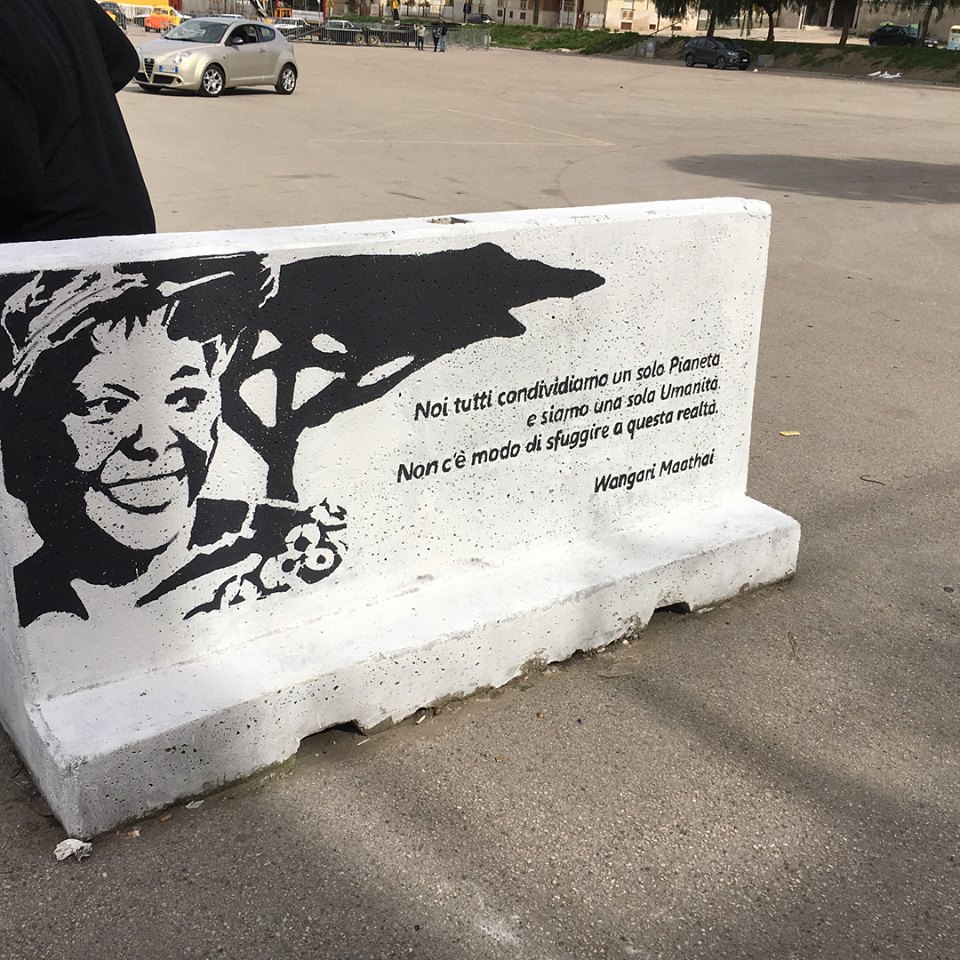 Noi tutti condividiamo un solo Pianeta
e siamo una sola Umanità.
Non c'è modo di sfuggire a questa realtà.
Wangari Maathai